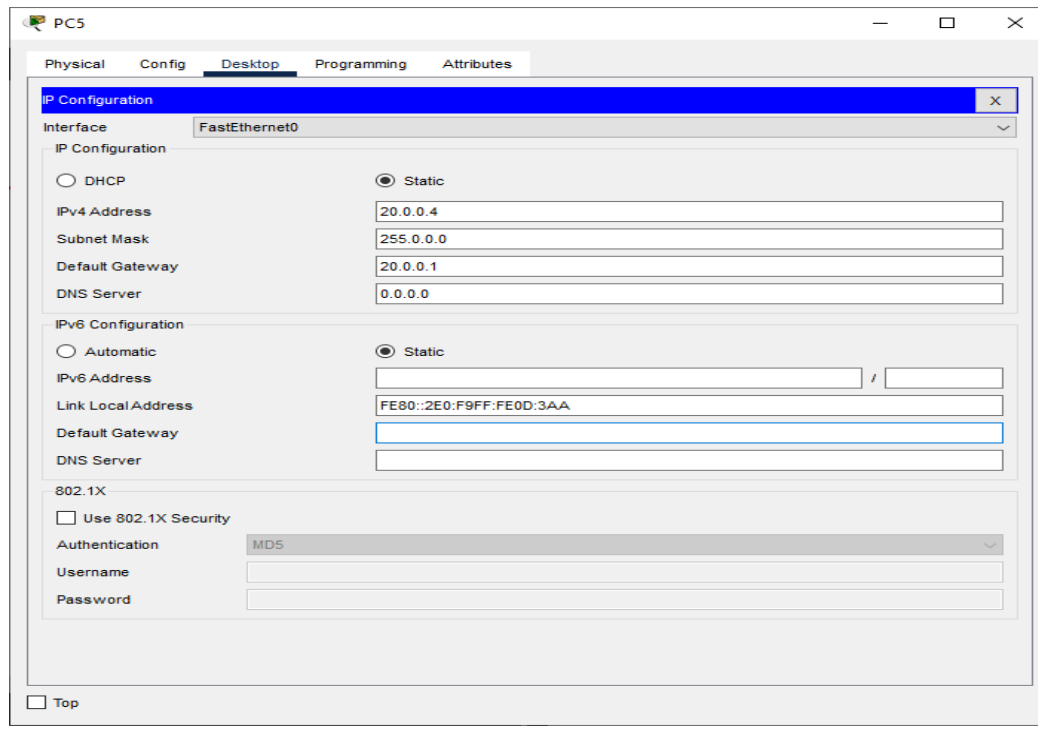 PC5
Physical Config Desktop Programming Attributes
IP Configuration X
Interface FastEthernet0
IP Configuration
DHCP Static
IPv4 Address 20.0.0.4
Subnet Mask 255.0.0.0
Default Gateway 20.0.0.1
DNS Server 0.0.0.0
IPv6 Configuration
Automatic Static
IPv6 Address /
Link Local Address FE80::2E0:F9FF:FE0D:3AA
Default Gateway
DNS Server
802.1X
Use 802.1X Security
Authentication MD5
Username
Password
Top